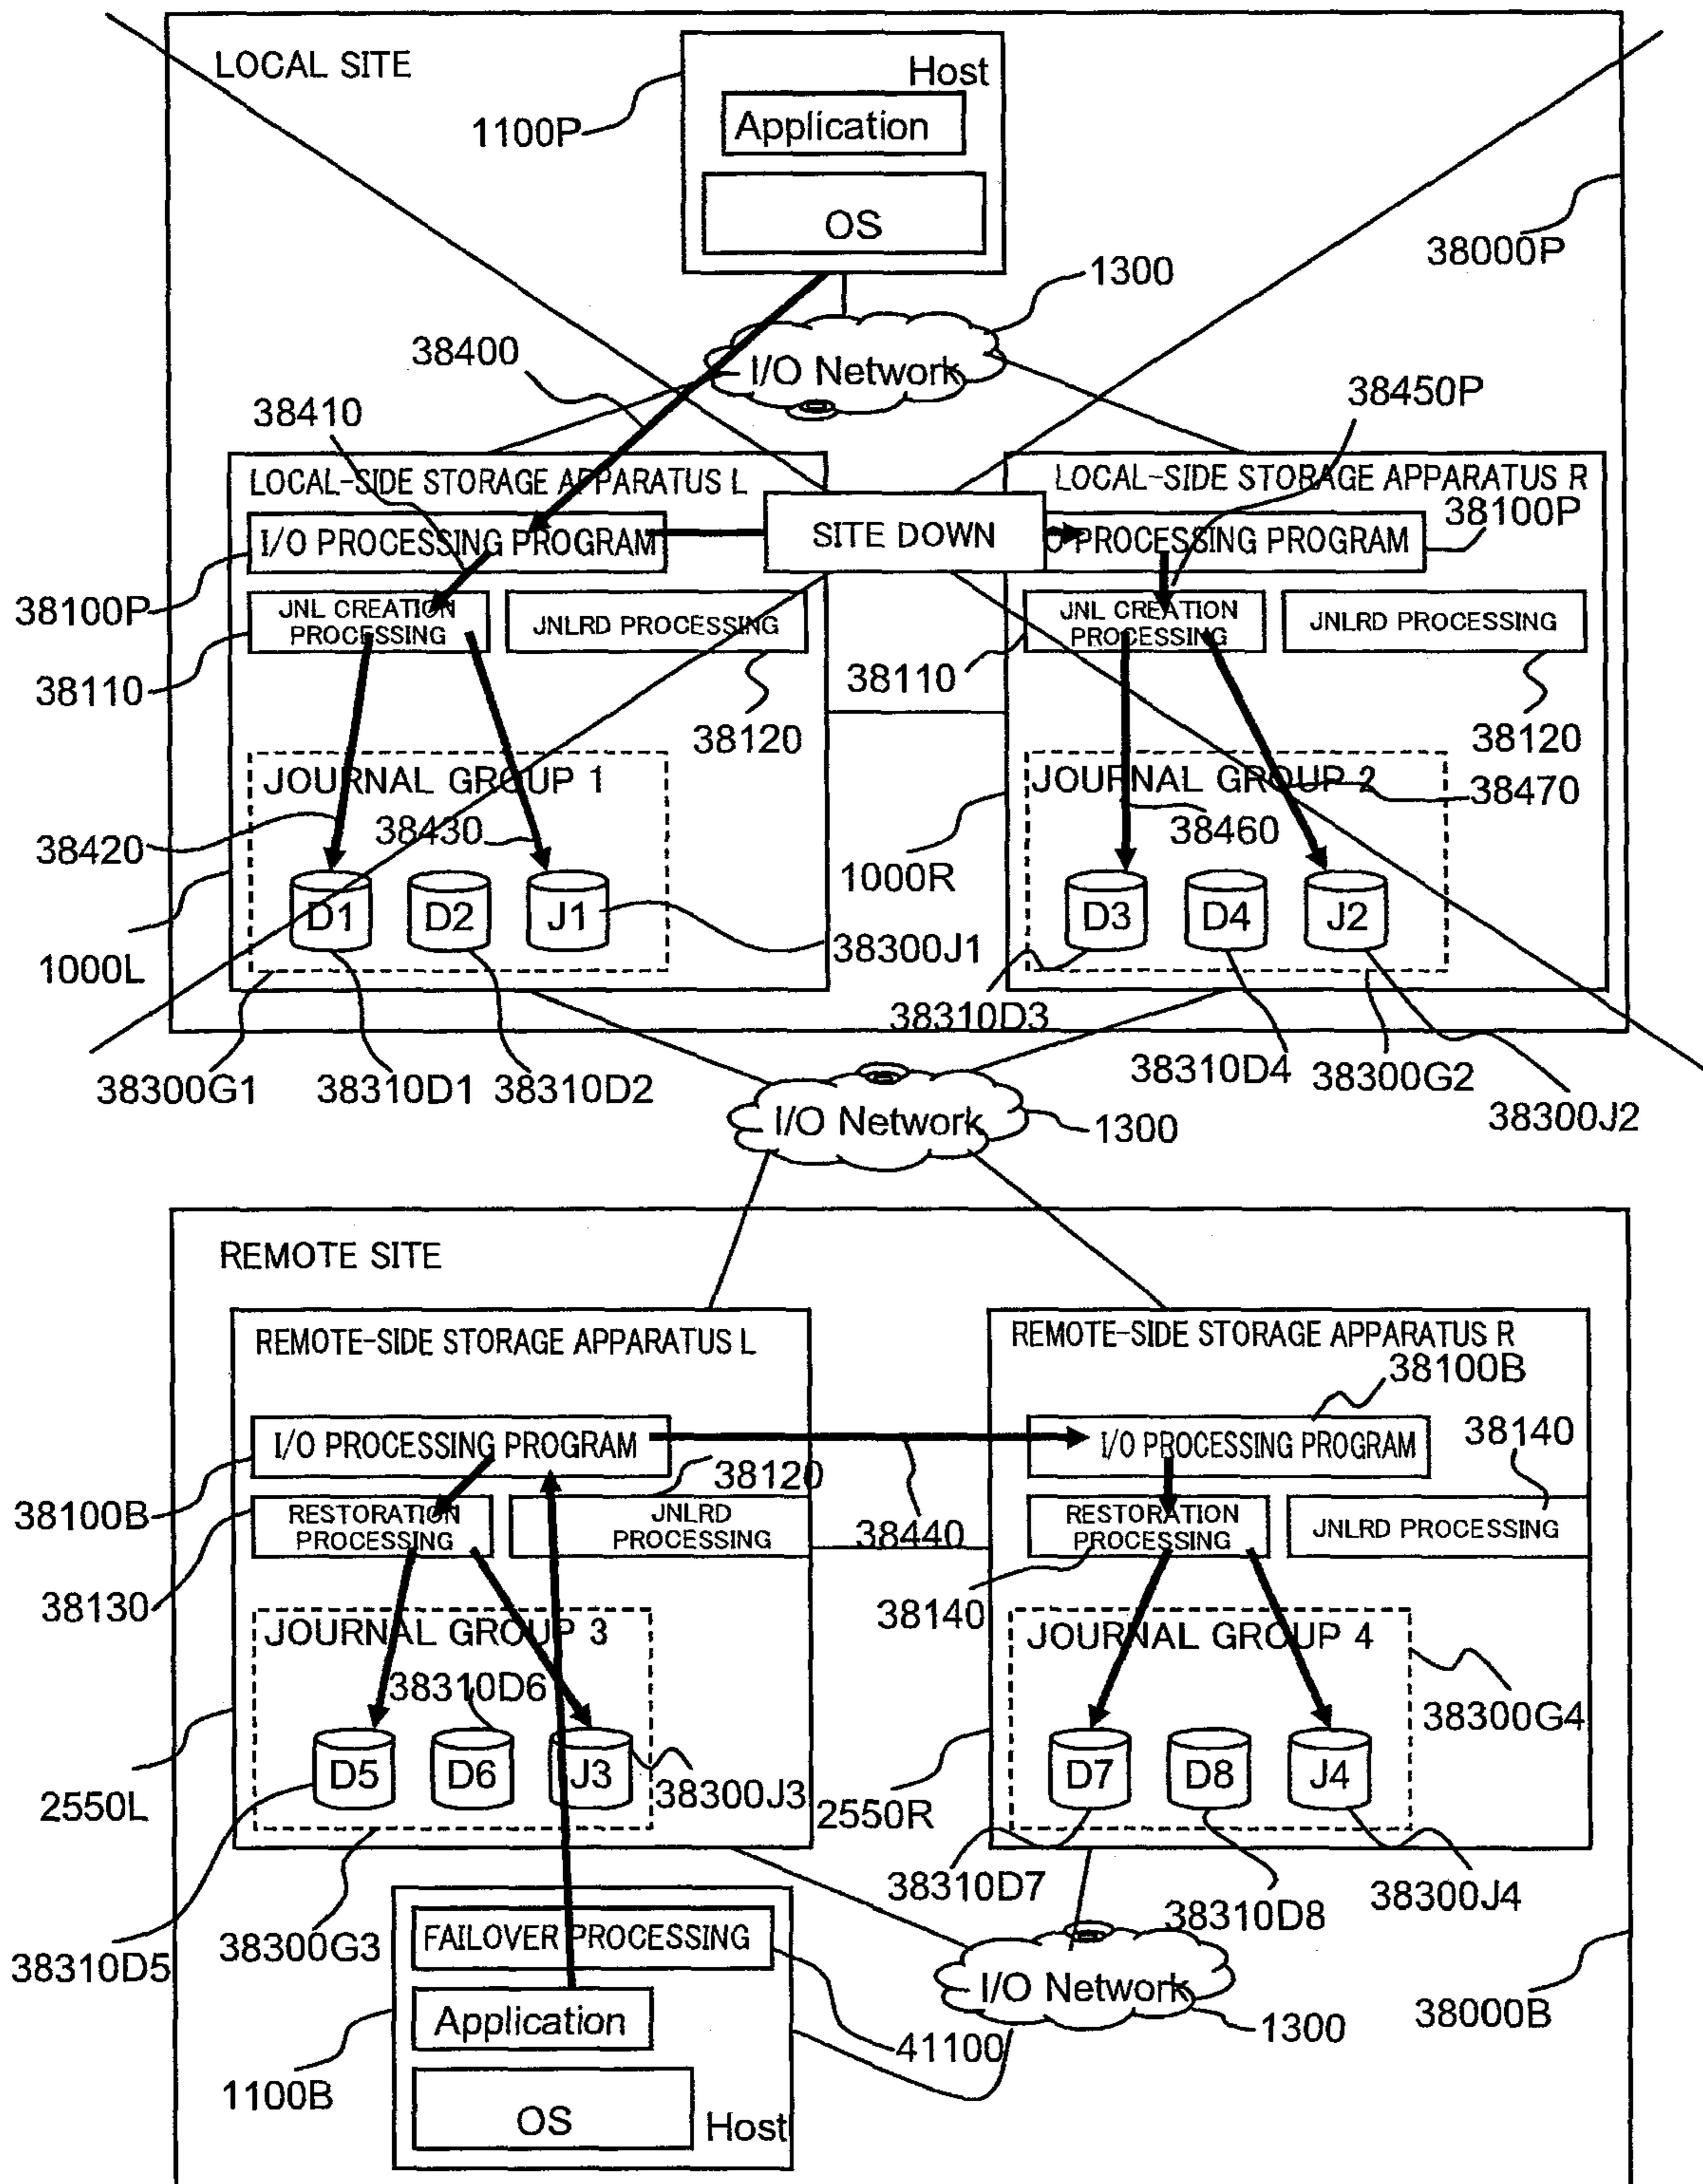 LOCAL SITE
Host
Application
OS
1100P
38000P
1300
I/O Network
38400
38410
38450P
LOCAL-SIDE STORAGE APPARATUS L
LOCAL-SIDE STORAGE APPARATUS R
38100P
I/O PROCESSING PROGRAM
SITE DOWN
O PROCESSING PROGRAM
38100P
JNL CREATION
PROCESSING
JNLRD PROCESSING
JNL CREATION
PROCESSING
JNLRD PROCESSING
38110
38110
38120
38120
JOURNAL GROUP 1
JOURNAL GROUP 2
38470
38420
38430
38460
1000R
D1
D2
J1
D3
D4
J2
1000L
38300J1
38310D3
38300G1
38310D1
38310D2
38310D4
38300G2
38300J2
I/O Network
1300
REMOTE SITE
REMOTE-SIDE STORAGE APPARATUS L
REMOTE-SIDE STORAGE APPARATUS R
38100B
I/O PROCESSING PROGRAM
I/O PROCESSING PROGRAM
38140
38120
38100B
RESTORATION
PROCESSING
JNLRD
PROCESSING
38440
RESTORATION
PROCESSING
JNLRD PROCESSING
38130
38140
JOURNAL GROUP 3
JOURNAL GROUP 4
38310D6
38300G4
D5
D6
J3
D7
D8
J4
2550L
38300J3
2550R
38310D7
38310D8
38300J4
38310D5
38300G3
FAILOVER PROCESSING
I/O Network
Application
1300
38000B
41100
1100B
OS
Host